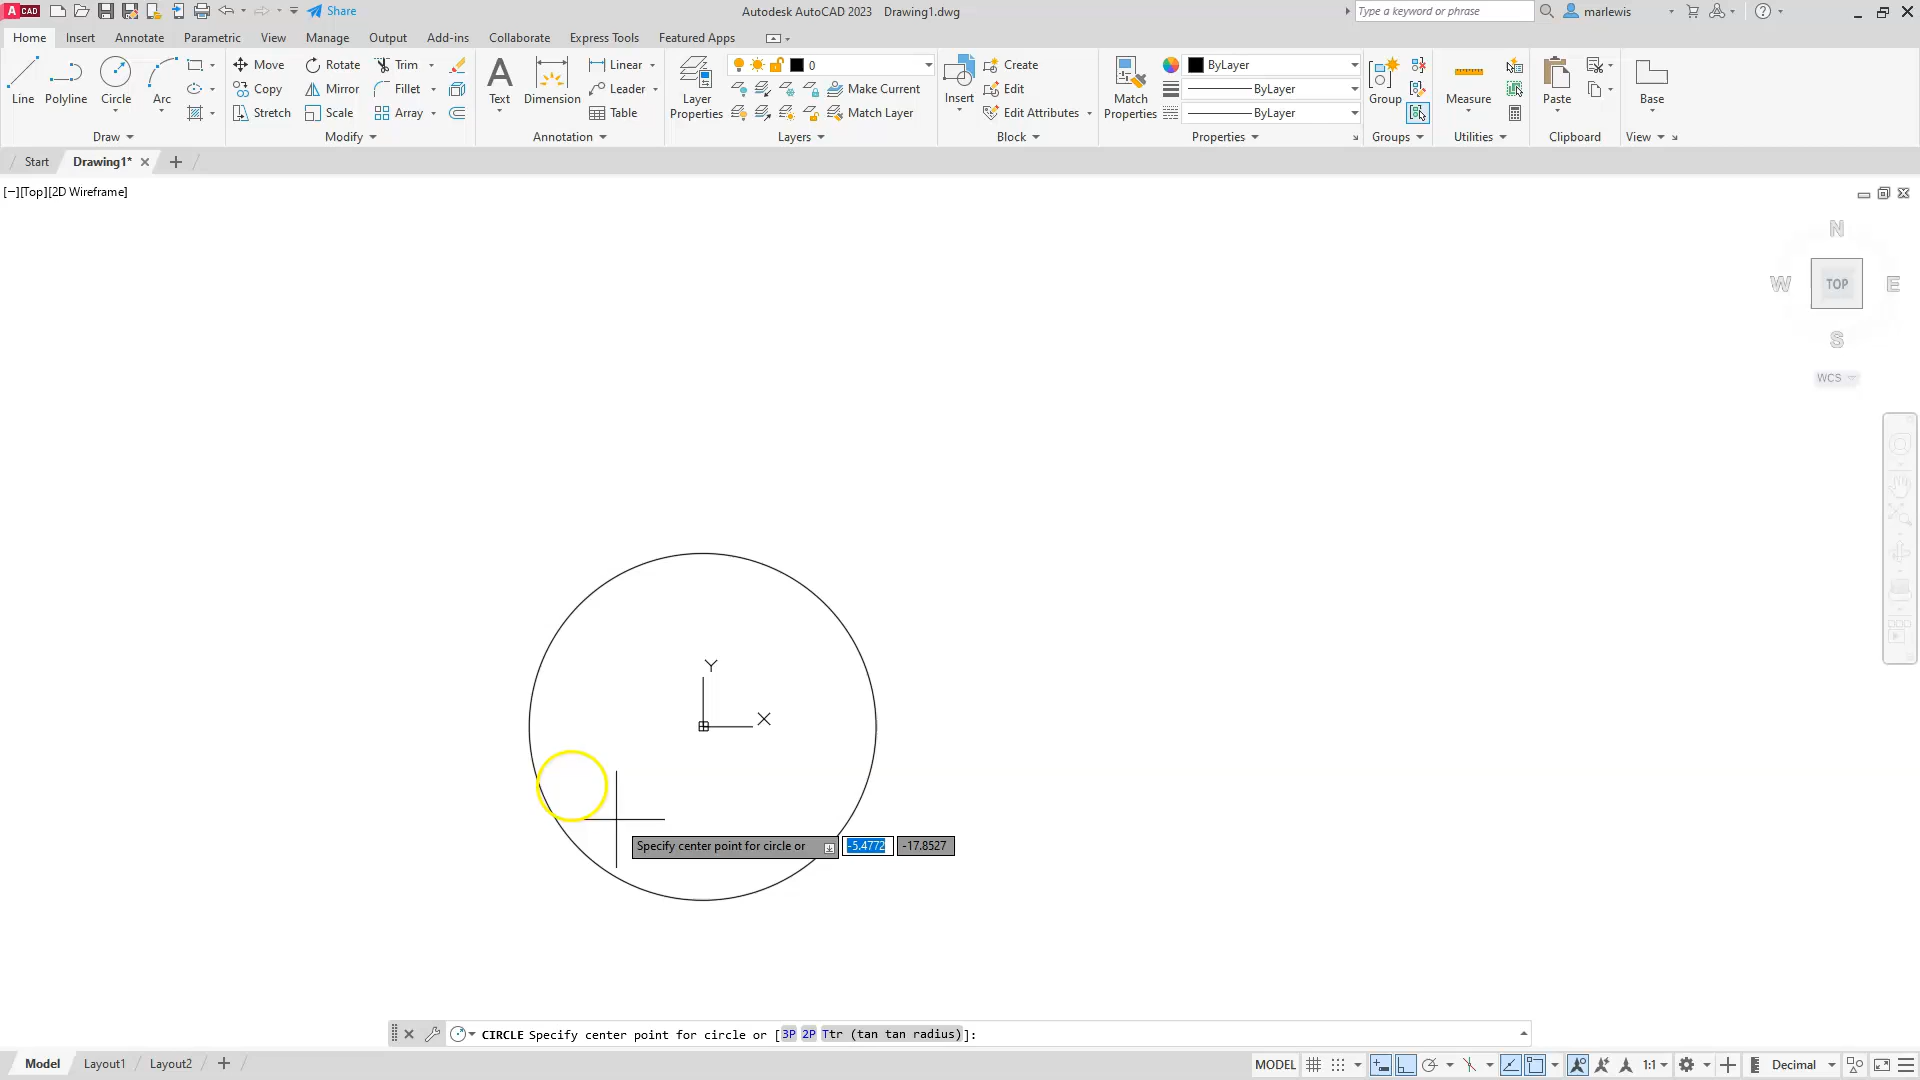 A CAD Share Autodesk AutoCAD 2023 Drawing1.dwg Type a keyword or phrase marlewis
Home Insert Annotate Parametric View Manage Output Add-ins Collaborate Express Tools Featured Apps
Line Polyline Circle Arc
Draw
Move Rotate Trim
Copy Mirror Fillet
Stretch Scale Array
Modify
Text Dimension
Linear
Leader
Table
Annotation
Layer
Properties
0
Make Current
Match Layer
Layers
Insert
Create
Edit
Edit Attributes
Block
Match
Properties
ByLayer
ByLayer
ByLayer
Properties
Group
Groups
Measure
Utilities
Paste
Clipboard
Base
View
Start Drawing1*
[−][Top][2D Wireframe]
N
W TOP E
S
WCS
Y
X
Specify center point for circle or -5.4772 -17.8527
CIRCLE Specify center point for circle or [3P 2P Ttr (tan tan radius)]:
Model Layout1 Layout2 MODEL 1:1 Decimal